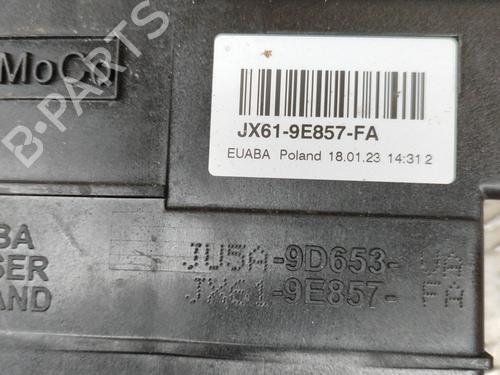 MoCh
JX61-9E857-FA
EUABA Poland 18.01.23 14:31 2
BA
SER
AND
JU5A-9D653-
JX61-9E857-FA
B-PARTS